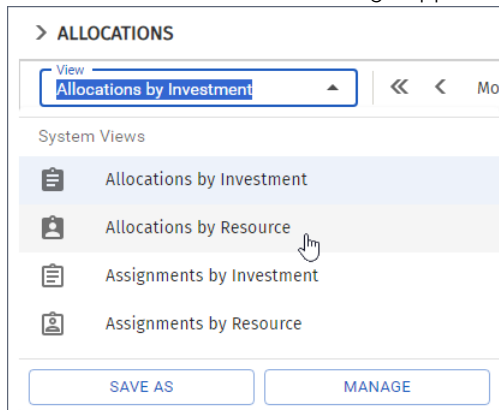 ALLOCATIONS
View
Allocations by Investment
Mo
System Views
Allocations by Investment
Allocations by Resource
Assignments by Investment
Assignments by Resource
SAVE AS MANAGE